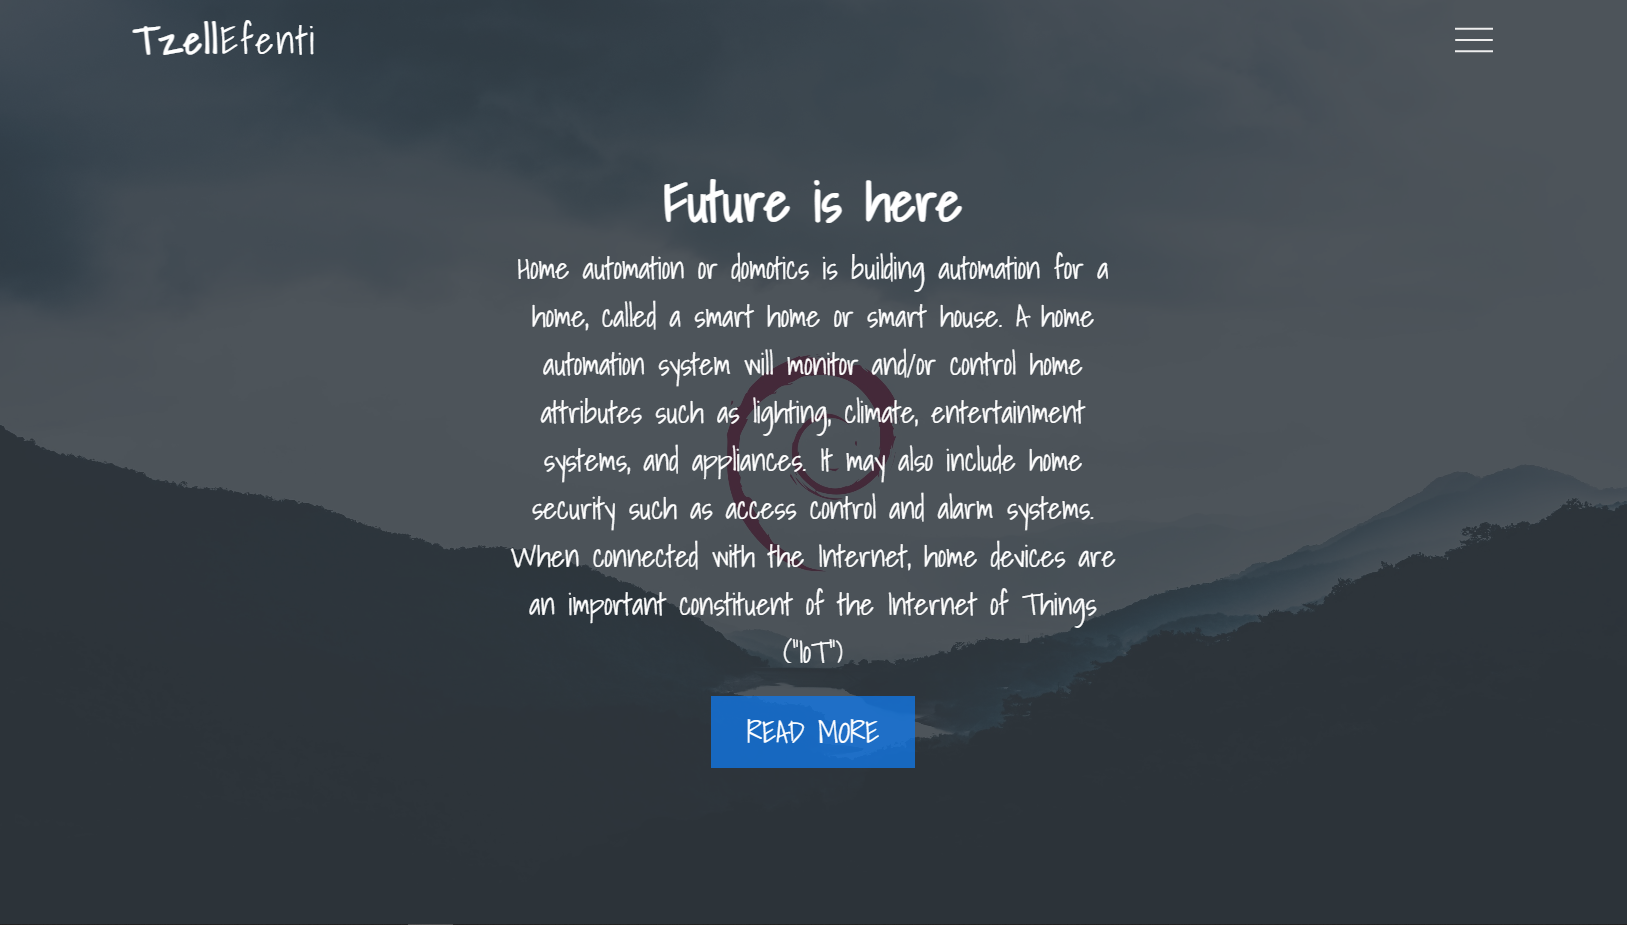 TzellEfenti
Future is here
Home automation or domotics is building automation for a
home, called a smart home or smart house. A home
automation system will monitor and/or control home
attributes such as lighting, climate, entertainment
systems, and appliances. It may also include home
security such as access control and alarm systems.
When connected with the Internet, home devices are
an important constituent of the Internet of Things
("IoT")
READ MORE